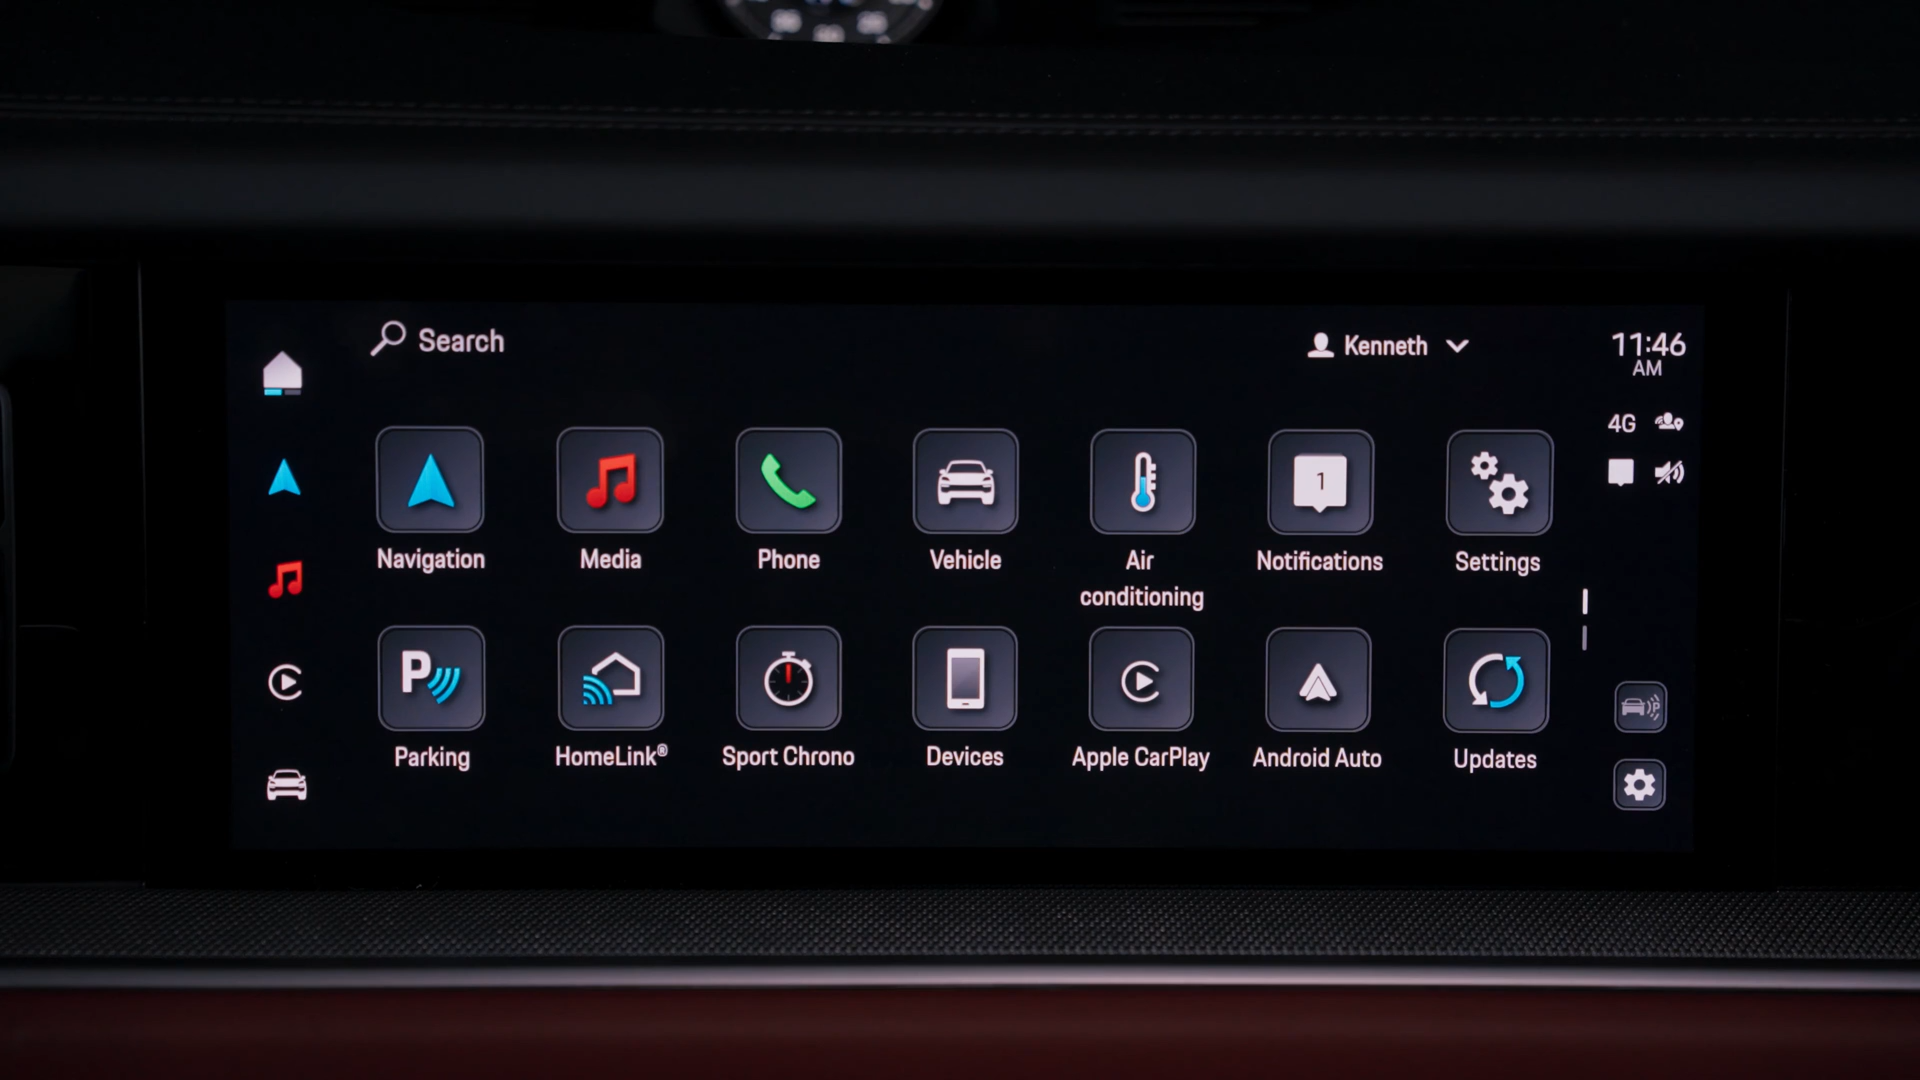 Search
Kenneth
11:46
AM
4G
1
Navigation
Media
Phone
Vehicle
Air
conditioning
Notifications
Settings
P
Parking
HomeLink®
Sport Chrono
Devices
Apple CarPlay
Android Auto
Updates
P